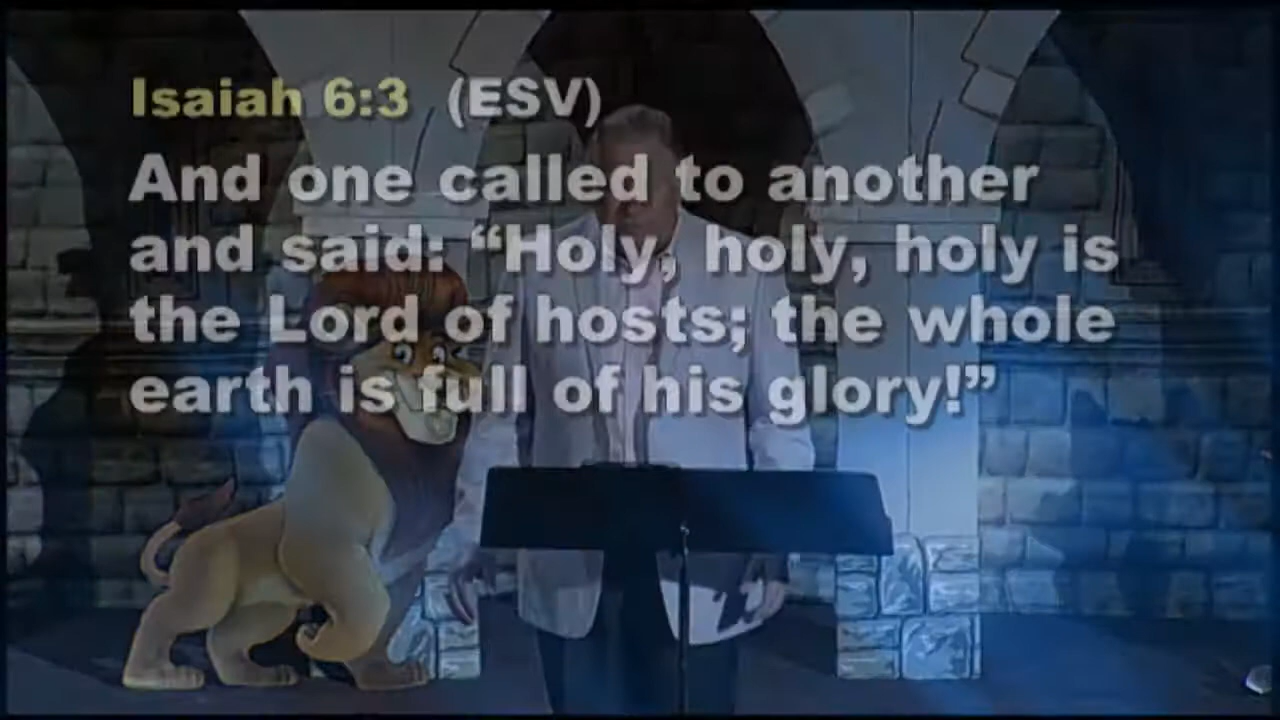 Isaiah 6:3 (ESV)
And one called to another
and said: “Holy, holy, holy is
the Lord of hosts; the whole
earth is full of his glory!”